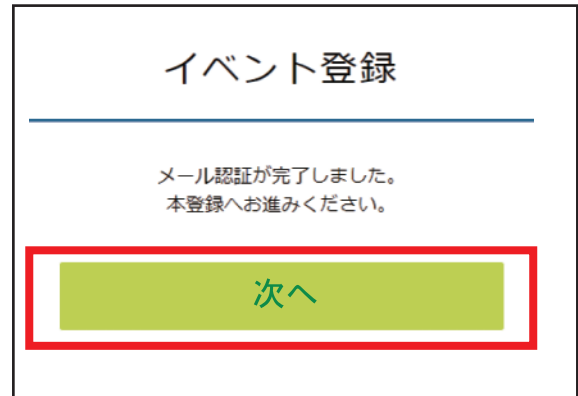 イベント登録
メール認証が完了しました。
本登録へお進みください。
次へ